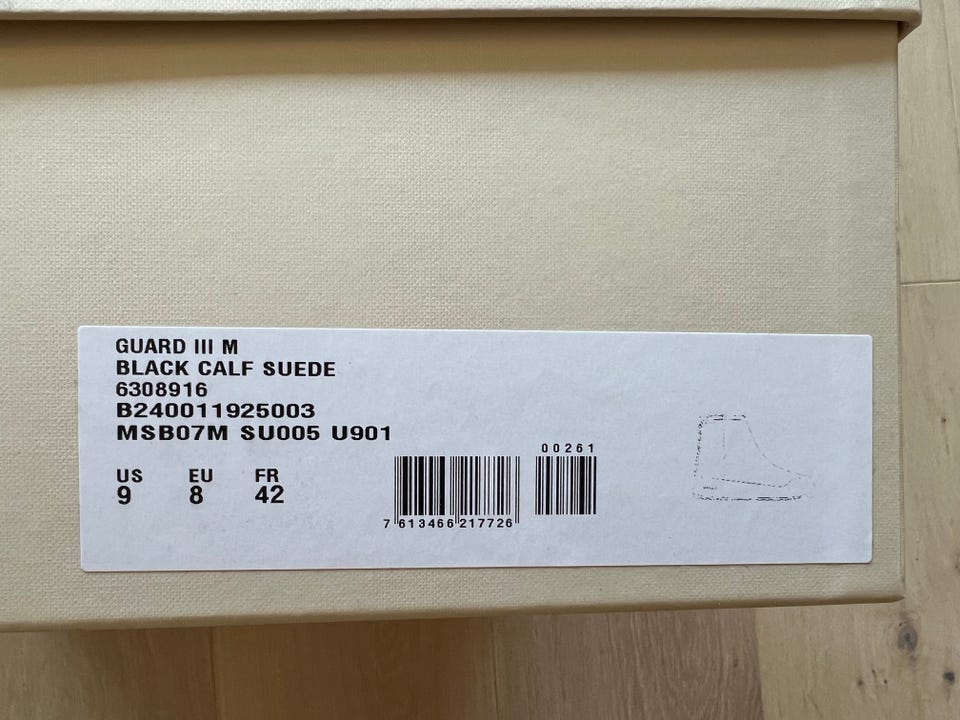 GUARD III M
BLACK CALF SUEDE
6308916
B240011925003
MSB07M SU005 U901
US EU FR
9 8 42
00261
7 613466 217726